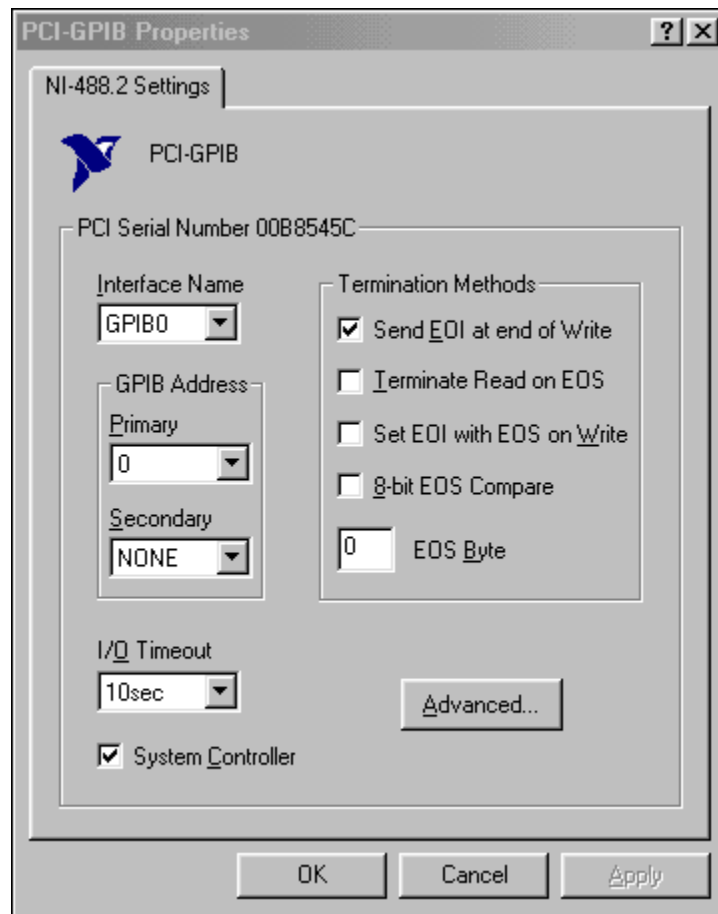 PCI-GPIB Properties
?
NI-488.2 Settings
PCI-GPIB
PCI Serial Number 00B8545C
Interface Name
GPIB0
GPIB Address
Primary
0
Secondary
NONE
I/O Timeout
10sec
System Controller
Termination Methods
Send EOI at end of Write
Terminate Read on EOS
Set EOI with EOS on Write
8-bit EOS Compare
0 EOS Byte
Advanced...
OK Cancel Apply